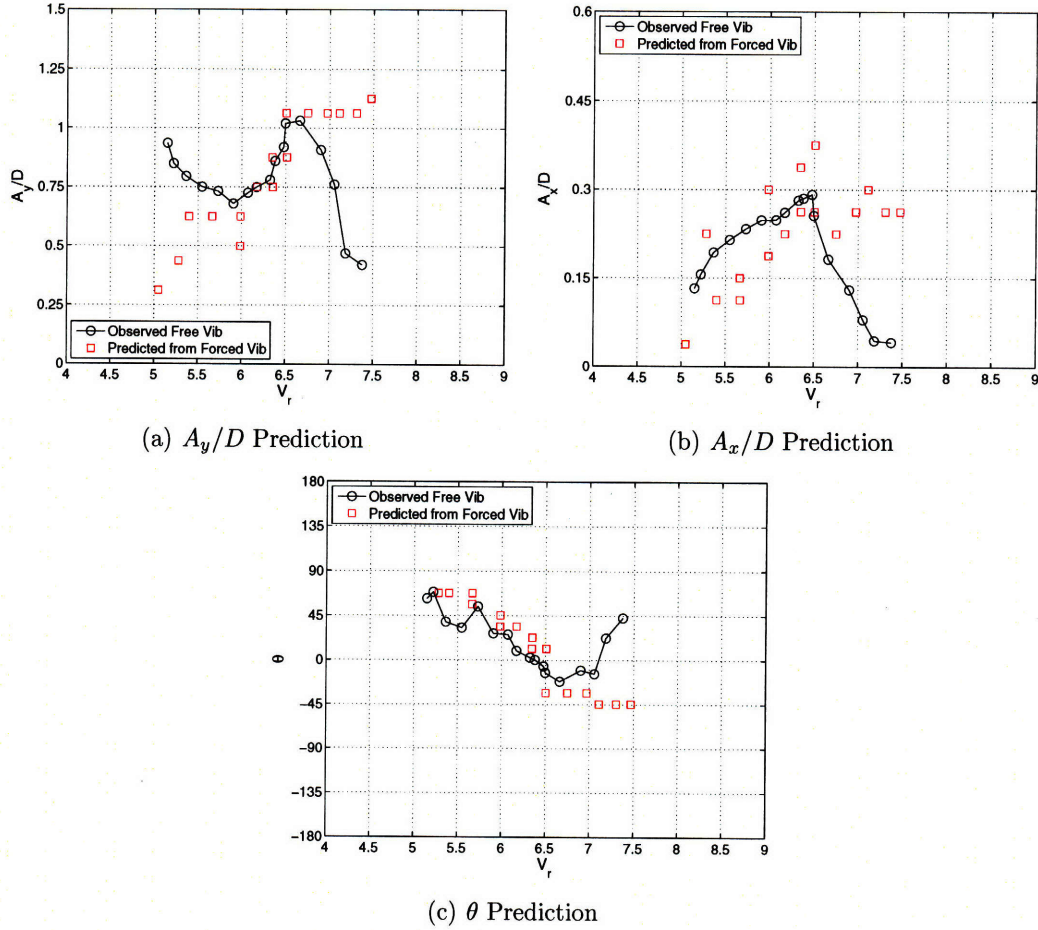 1.5
1.25
1
0.75
0.5
0.25
0
A_y/D
Observed Free Vib
Predicted from Forced Vib
4 4.5 5 5.5 6 6.5 7 7.5 8 8.5 9
V_r
(a) A_y/D Prediction
0.6
0.45
0.3
0.15
0
A_x/D
Observed Free Vib
Predicted from Forced Vib
4 4.5 5 5.5 6 6.5 7 7.5 8 8.5 9
V_r
(b) A_x/D Prediction
180
135
90
45
0
−45
−90
−135
−180
θ
Observed Free Vib
Predicted from Forced Vib
4 4.5 5 5.5 6 6.5 7 7.5 8 8.5 9
V_r
(c) θ Prediction